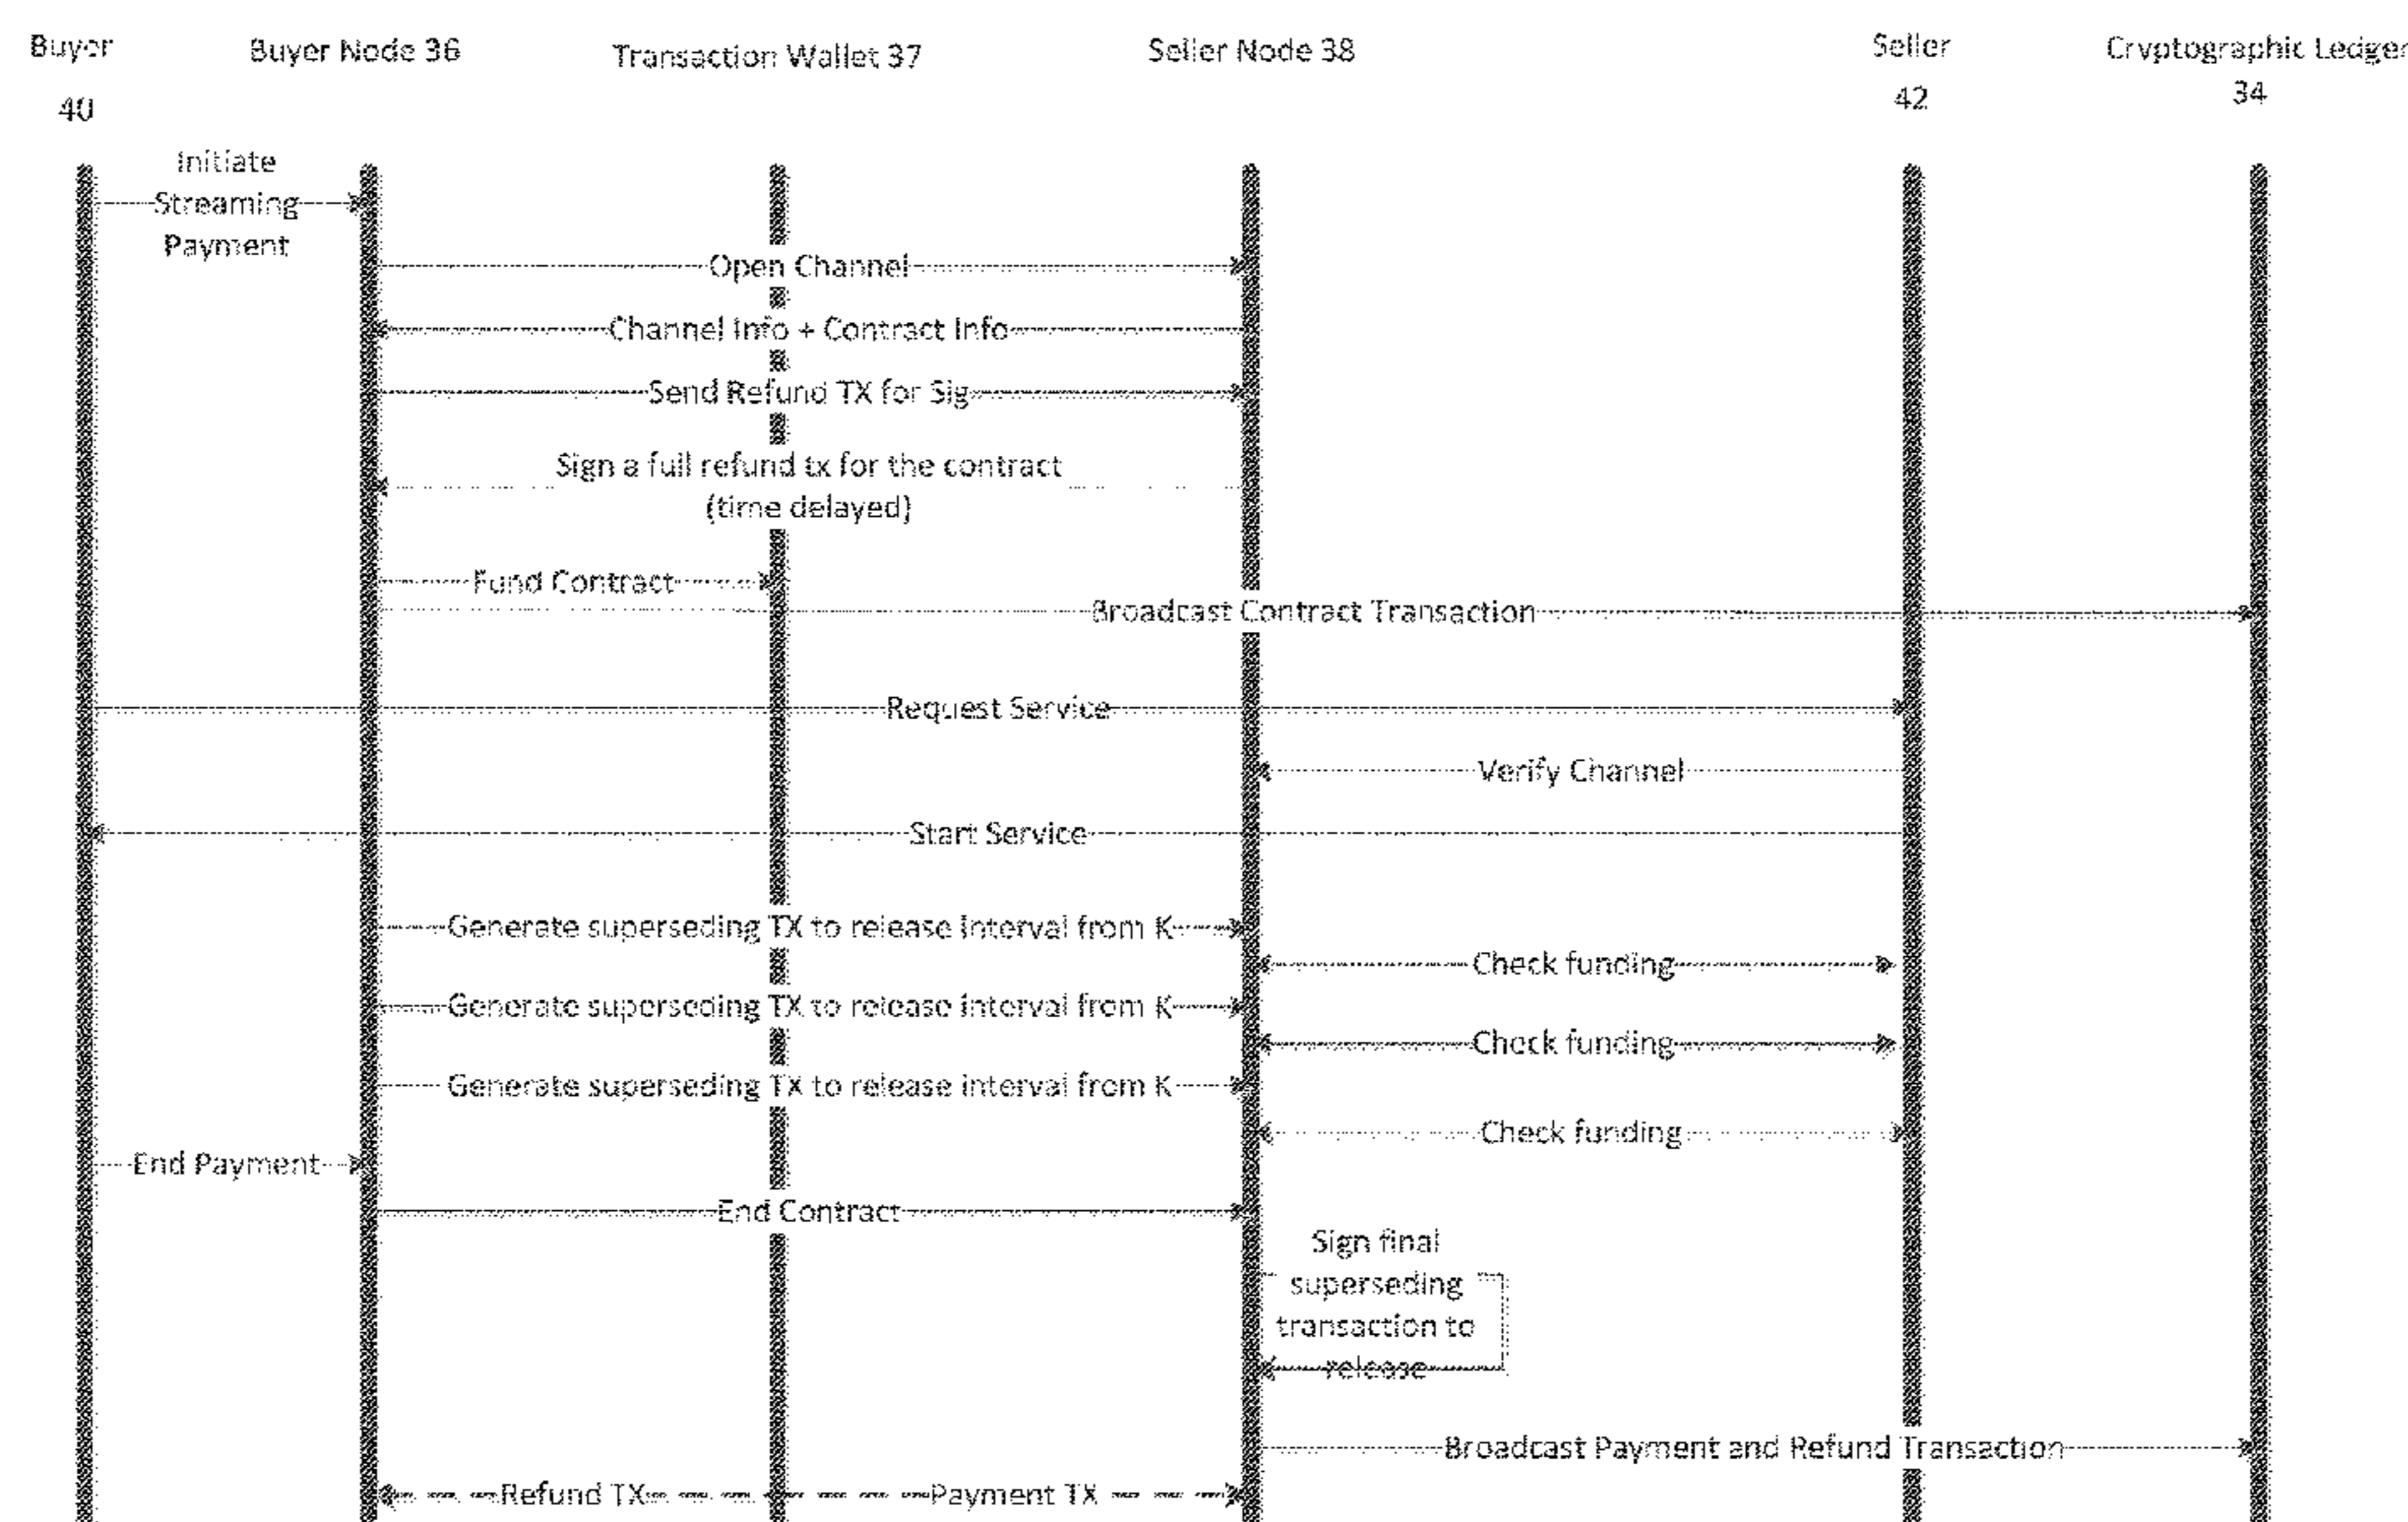 Buyer
40
Buyer Node 36
Transaction Wallet 37
Seller Node 38
Seller
42
Cryptographic Ledger
34
Initiate
Streaming
Payment
Open Channel
Channel Info + Contract Info
Send Refund TX for Sig
Sign a full refund tx for the contract
(time delayed)
Fund Contract
Broadcast Contract Transaction
Request Service
Verify Channel
Start Service
Generate superseding TX to release interval from K
Check funding
Generate superseding TX to release interval from K
Check funding
Generate superseding TX to release interval from K
Check funding
End Payment
End Contract
Sign final
superseding
transaction to
release
Broadcast Payment and Refund Transaction
Refund TX
Payment TX